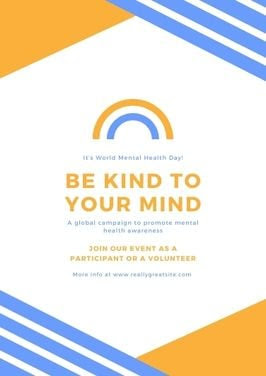 It's World Mental Health Day!
BE KIND TO
YOUR MIND
A global campaign to promote mental
health awareness
JOIN OUR EVENT AS A
PARTICIPANT OR A VOLUNTEER
More info at www.reallygreatsite.com